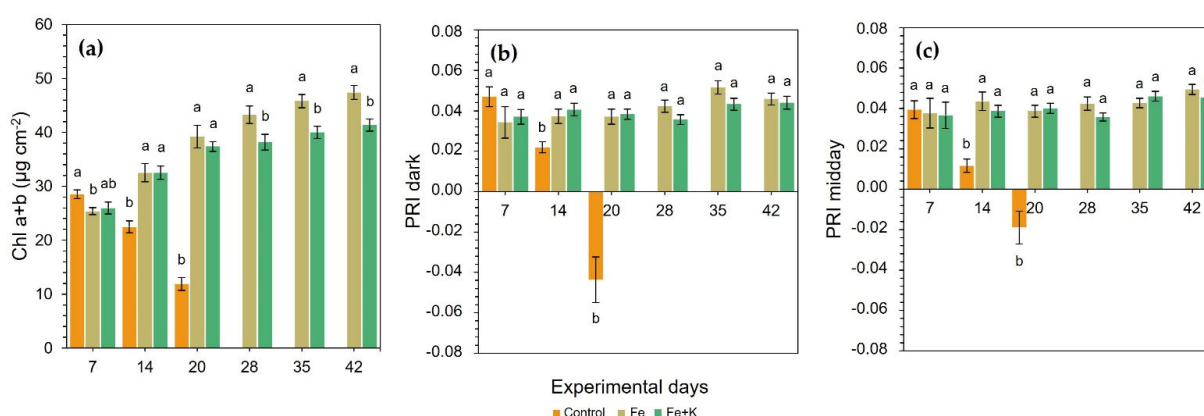 (a)
Chl a+b (µg cm⁻²)
60
50
40
30
20
10
0
a b ab
b a a
b a a
a b
a b
a b
7 14 20 28 35 42
(b)
PRI dark
0.08
0.06
0.04
0.02
0.00
-0.02
-0.04
-0.06
-0.08
a a a
b a a
b a a
a a
a a
a a
7 14 20 28 35 42
(c)
PRI midday
0.08
0.06
0.04
0.02
0.00
-0.02
-0.04
-0.06
-0.08
a a a
b a a
b a a
a a
a a
a
7 14 20 28 35 42
Experimental days
Control Fe Fe+K